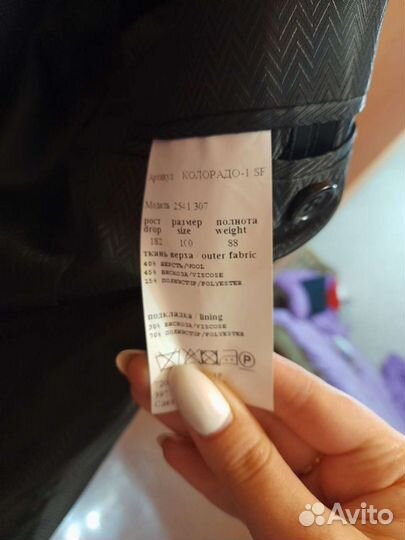 Артикул КОЛОРАДО-1 SF
Модель 2541 307
рост размер полнота
drop size weight
182 100 88
ткань верха / outer fabric
40% ШЕРСТЬ/WOOL
45% ВИСКОЗА/VISCOSE
15% ПОЛИЭСТЕР/POLYESTER
подкладка / lining
30% ВИСКОЗА/VISCOSE
70% ПОЛИЭСТЕР/POLYESTER
P
Avito